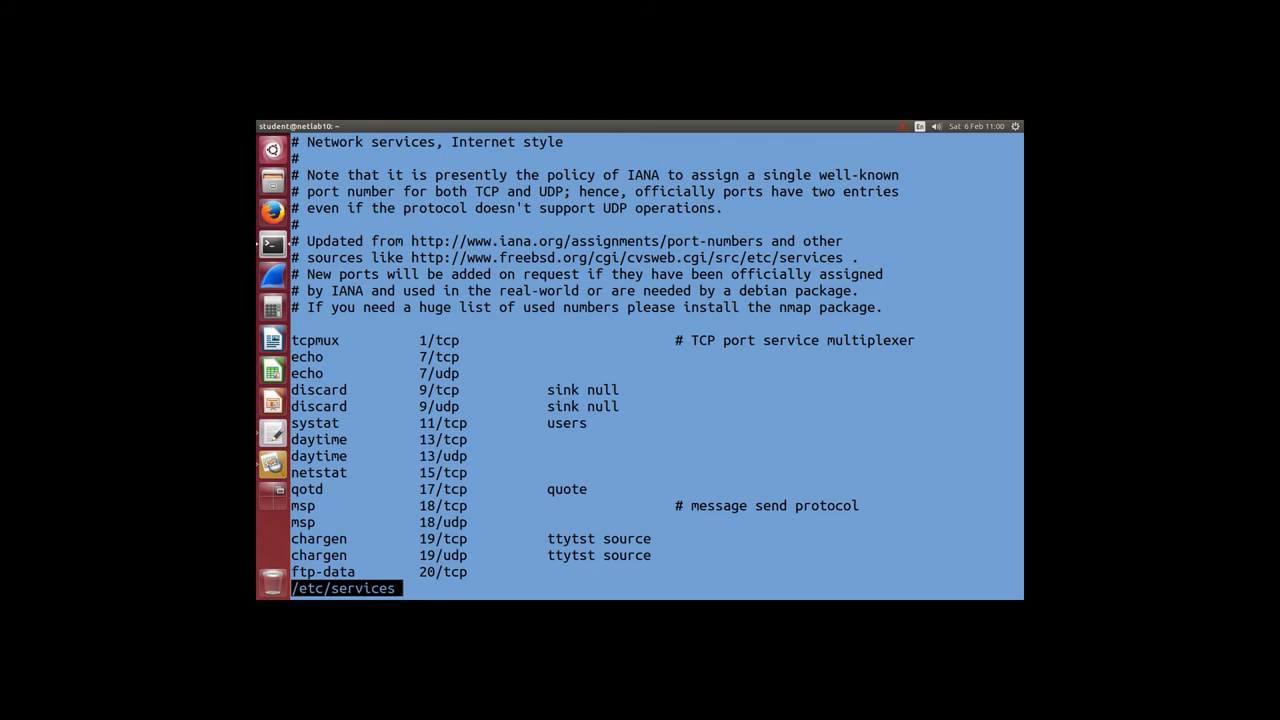 student@netlab10: ~
En
Sat 6 Feb 11:00
# Network services, Internet style
#
# Note that it is presently the policy of IANA to assign a single well-known
# port number for both TCP and UDP; hence, officially ports have two entries
# even if the protocol doesn't support UDP operations.
#
# Updated from http://www.iana.org/assignments/port-numbers and other
# sources like http://www.freebsd.org/cgi/cvsweb.cgi/src/etc/services .
# New ports will be added on request if they have been officially assigned
# by IANA and used in the real-world or are needed by a debian package.
# If you need a huge list of used numbers please install the nmap package.
tcpmux 1/tcp # TCP port service multiplexer
echo 7/tcp
echo 7/udp
discard 9/tcp sink null
discard 9/udp sink null
systat 11/tcp users
daytime 13/tcp
daytime 13/udp
netstat 15/tcp
qotd 17/tcp quote
msp 18/tcp # message send protocol
msp 18/udp
chargen 19/tcp ttytst source
chargen 19/udp ttytst source
ftp-data 20/tcp
/etc/services